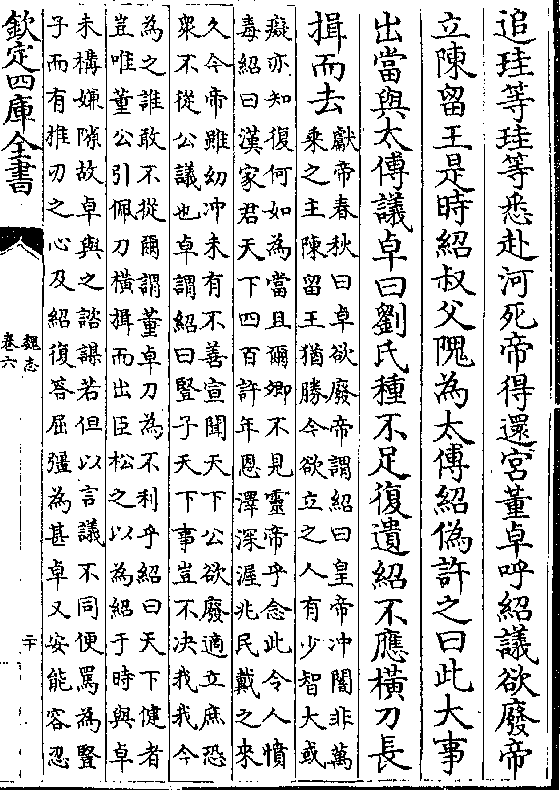 追珪等珪等悉赴河死帝得還宮董卓呼紹議欲廢帝
立陳留王是時紹叔父隗為太傅紹偽許之曰此大事
出當與太傅議卓曰劉氏種不足復遺紹不應橫刀長
揖而去
獻帝春秋曰卓欲廢帝謂紹曰皇帝沖闇非萬
乘之主陳留王猶勝今欲立之人有少智大或
癡亦知復何如為當且爾卿不見靈帝乎念此令人憤
毒紹曰漢家君天下四百許年恩澤深渥兆民戴之來
久今帝雖幼沖未有不善宣聞天下公欲廢適立庶恐
衆不從公議也卓謂紹曰豎子天下事豈不決我我今
為之誰敢不從爾謂董卓刀為不利乎紹曰天下健者
豈唯董公引佩刀橫揖而出臣松之以為紹于時與卓
未構嫌隙故卓與之諮謀若但以言議不同便罵為豎
子而有推刃之心及紹復答屈彊為甚卓又安能容忍
欽定四庫全書
魏志
卷六
二十